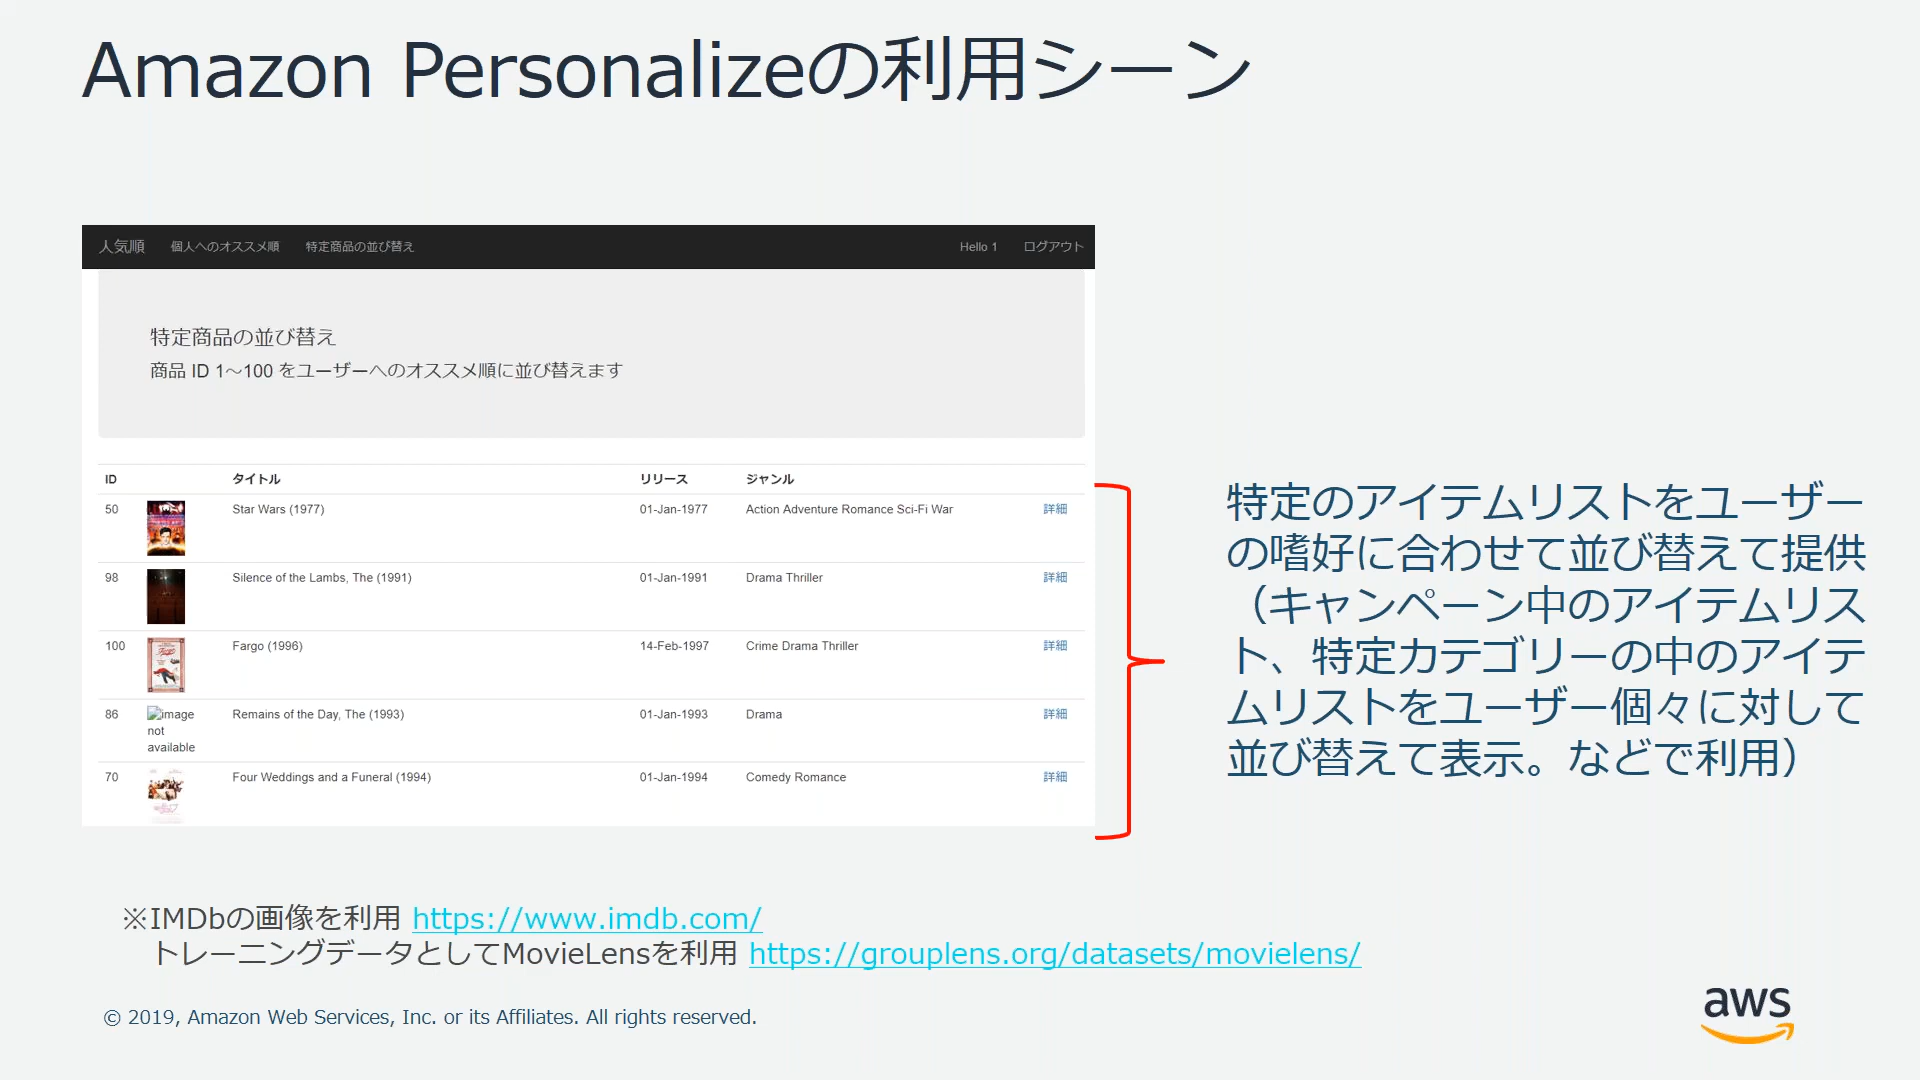 Amazon Personalizeの利用シーン
人気順 個人へのオススメ順 特定商品の並び替え Hello 1 ログアウト
特定商品の並び替え
商品 ID 1～100 をユーザーへのオススメ順に並び替えます
ID タイトル リリース ジャンル
50 Star Wars (1977) 01-Jan-1977 Action Adventure Romance Sci-Fi War 詳細
98 Silence of the Lambs, The (1991) 01-Jan-1991 Drama Thriller 詳細
100 Fargo (1996) 14-Feb-1997 Crime Drama Thriller 詳細
86 image not available Remains of the Day, The (1993) 01-Jan-1993 Drama 詳細
70 Four Weddings and a Funeral (1994) 01-Jan-1994 Comedy Romance 詳細
特定のアイテムリストをユーザー
の嗜好に合わせて並び替えて提供
（キャンペーン中のアイテムリス
ト、特定カテゴリーの中のアイテ
ムリストをユーザー個々に対して
並び替えて表示。などで利用）
※IMDbの画像を利用 https://www.imdb.com/
トレーニングデータとしてMovieLensを利用 https://grouplens.org/datasets/movielens/
© 2019, Amazon Web Services, Inc. or its Affiliates. All rights reserved.
aws